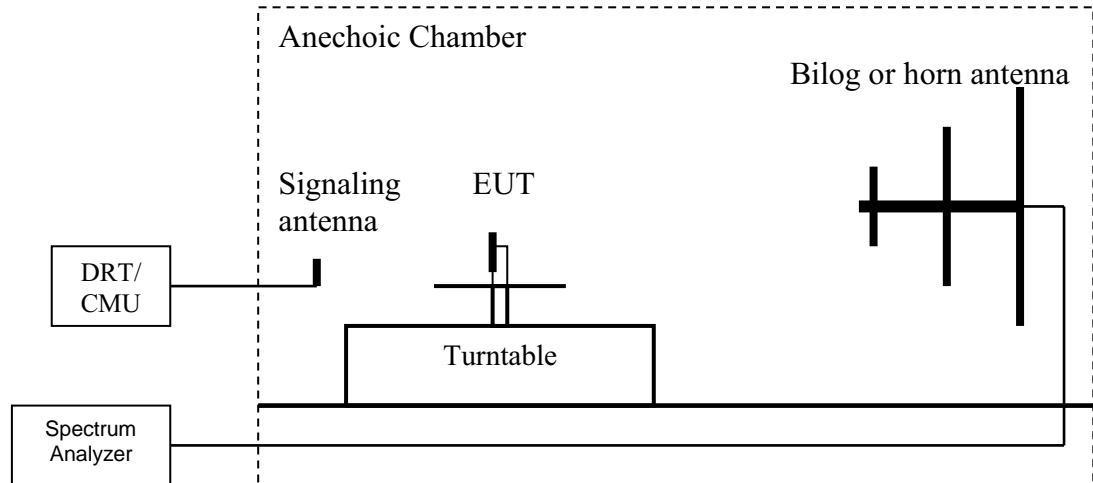 Anechoic Chamber
Bilog or horn antenna
Signaling
antenna
EUT
DRT/
CMU
Turntable
Spectrum
Analyzer